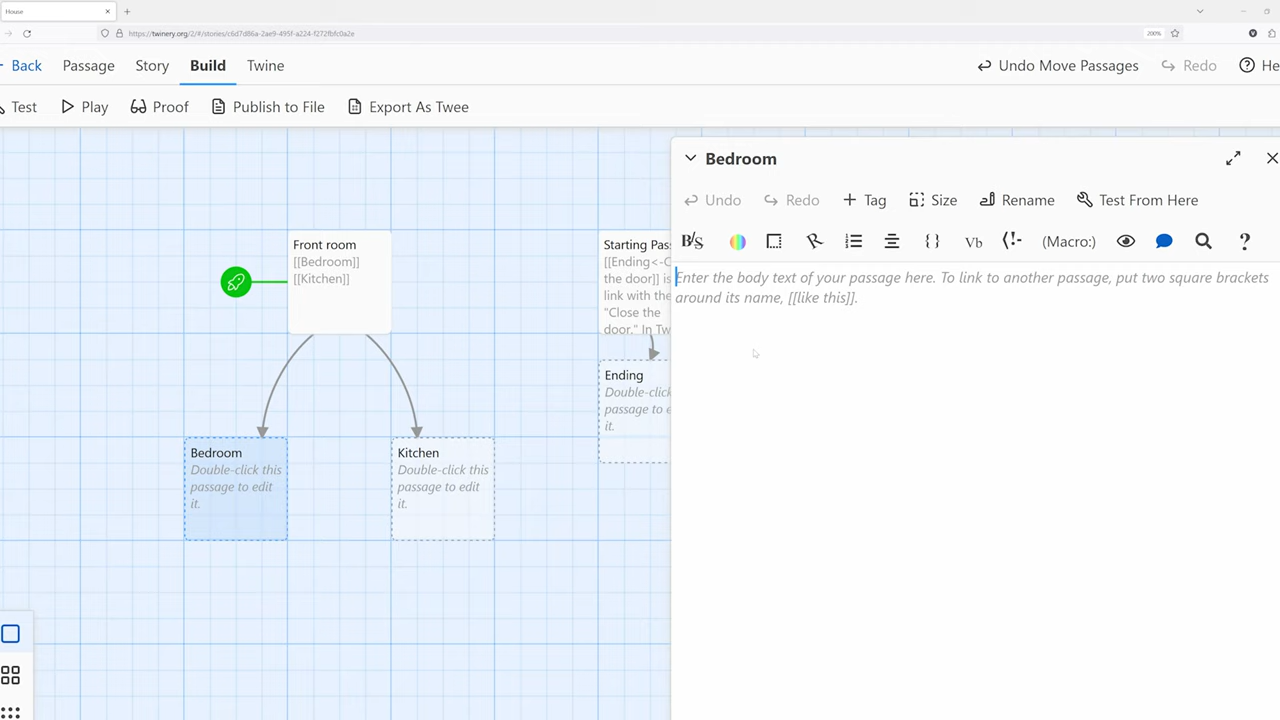 House
https://twinery.org/2/#/stories/c6d7d86a-2ae9-495f-a224-f272fbfc0a2e
200%
Back
Passage
Story
Build
Twine
Undo Move Passages
Redo
He
Test
Play
Proof
Publish to File
Export As Twee
Bedroom
Undo
Redo
+ Tag
Size
Rename
Test From Here
B/S
Vb
(Macro:)
Enter the body text of your passage here. To link to another passage, put two square brackets
around its name, [[like this]].
Front room
[[Bedroom]]
[[Kitchen]]
Starting Pas
[[Ending<-C
the door]] is
link with the
"Close the
door." In Tw
Ending
Double-click
passage to e
it.
Bedroom
Double-click this
passage to edit
it.
Kitchen
Double-click this
passage to edit
it.